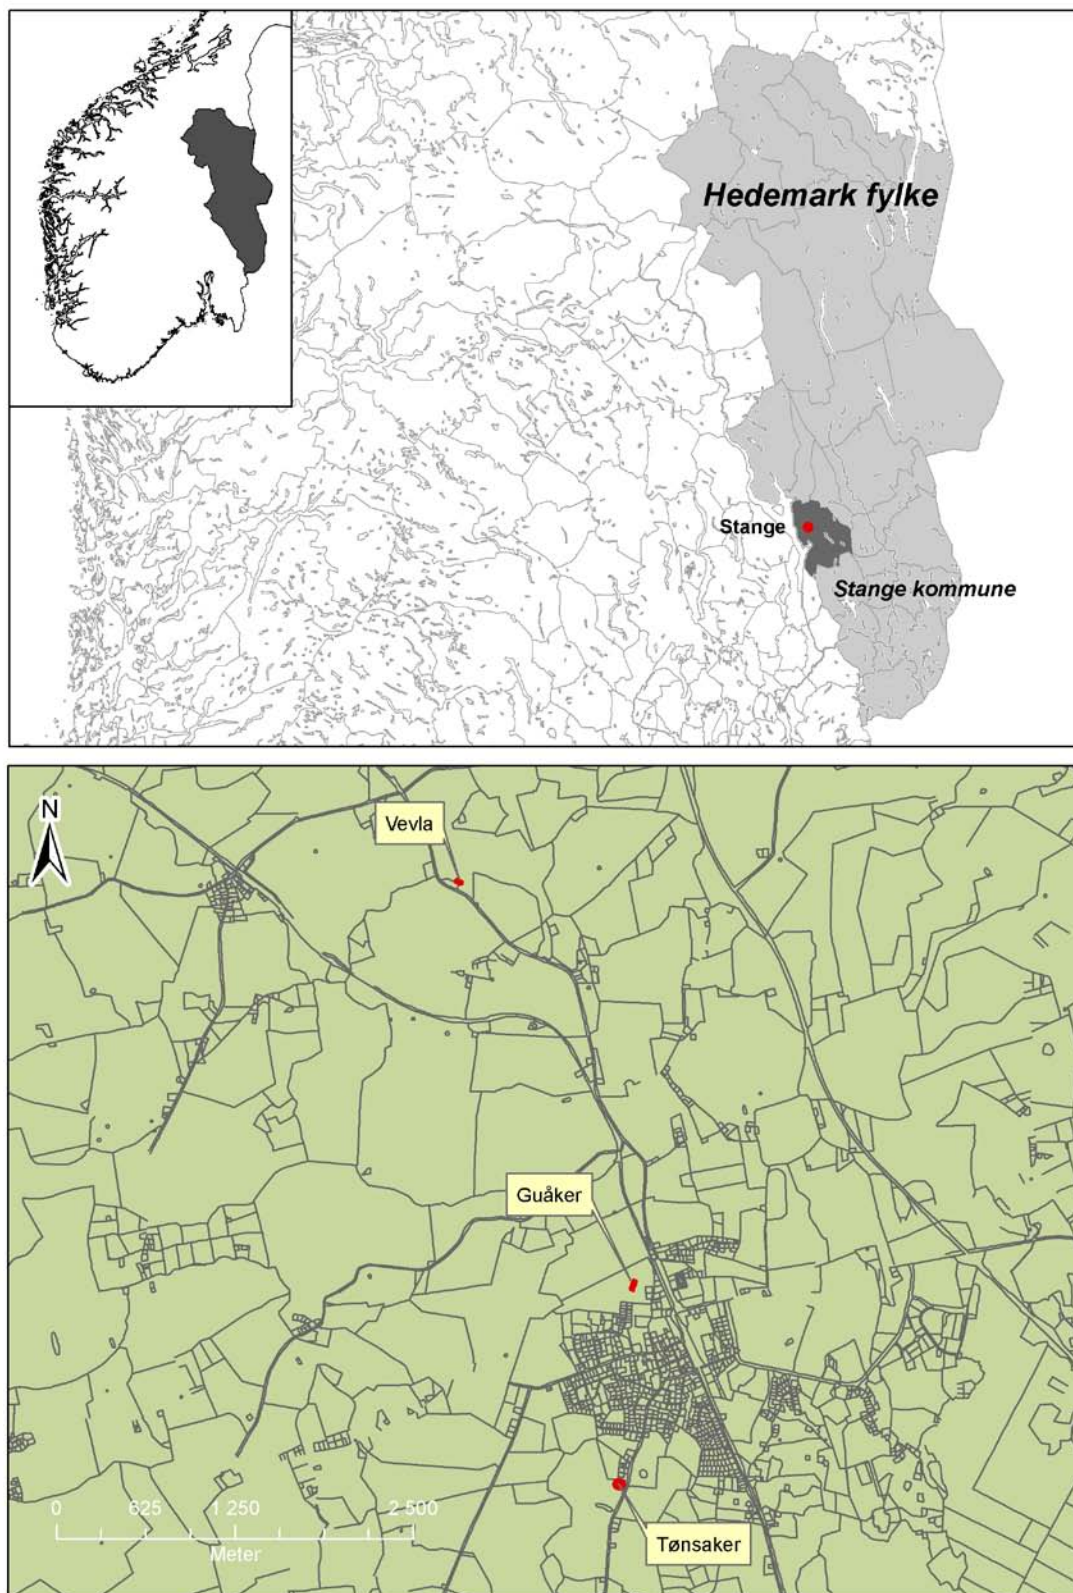 Hedemark fylke
Stange
Stange kommune
N
Vevla
Guåker
0 625 1 250 2 500
Meter
Tønsaker